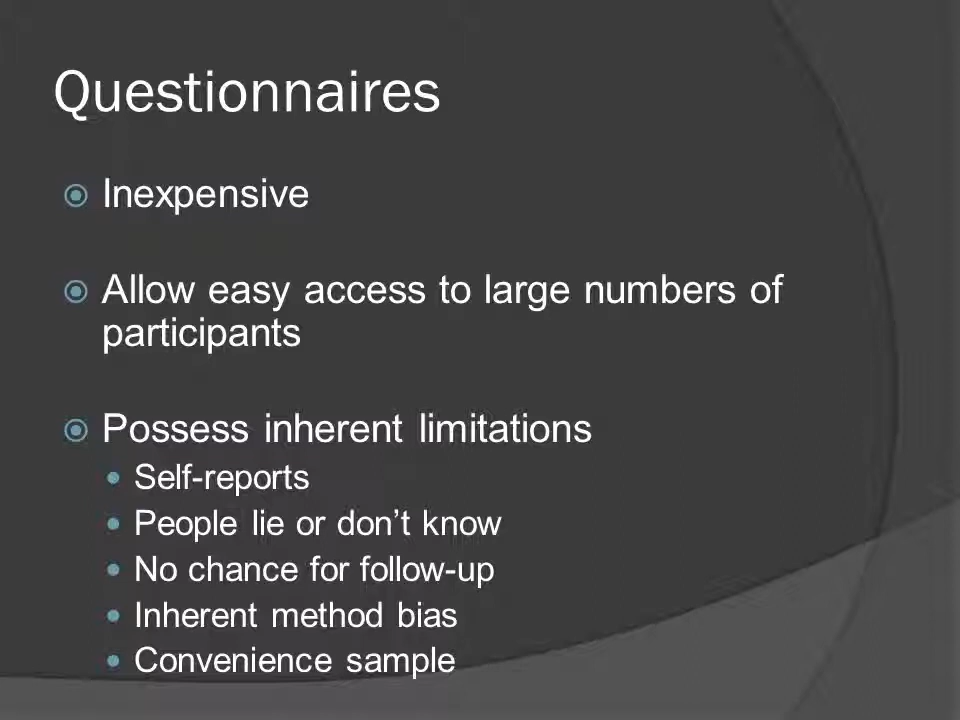 Questionnaires
Inexpensive
Allow easy access to large numbers of
participants
Possess inherent limitations
Self-reports
People lie or don’t know
No chance for follow-up
Inherent method bias
Convenience sample